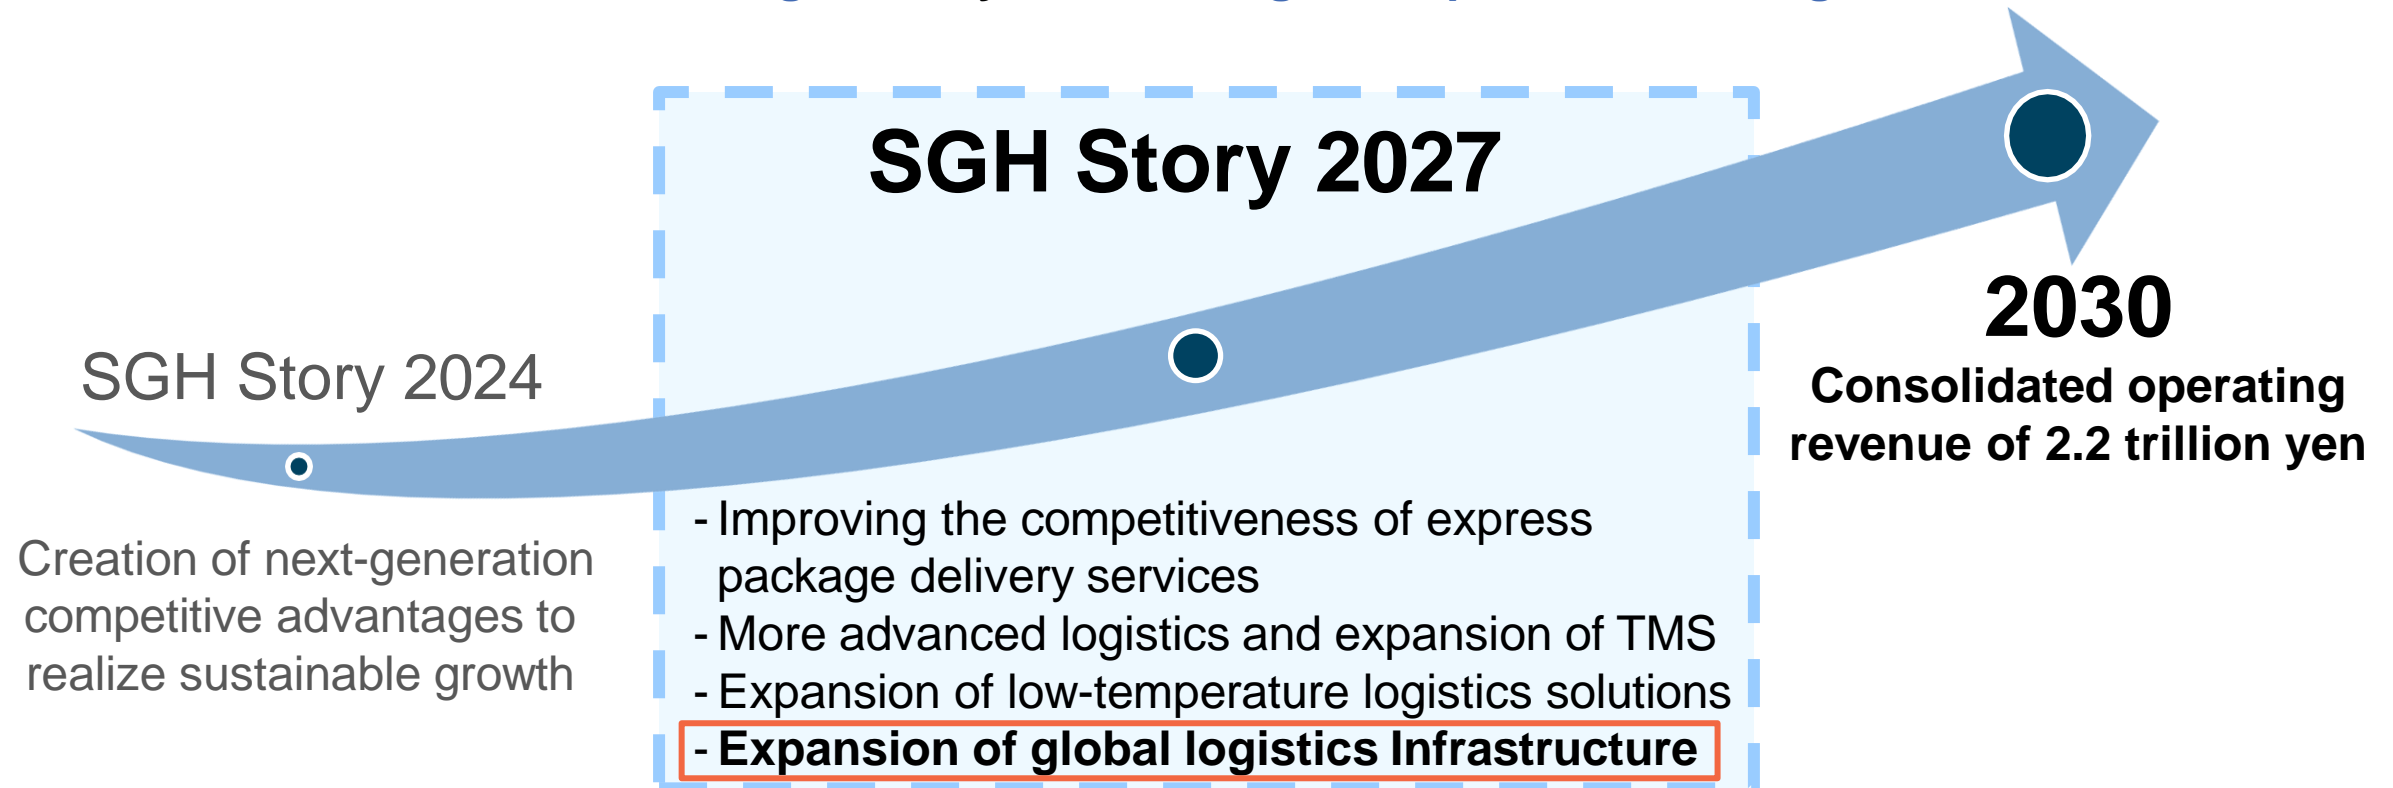 SGH Story 2027
SGH Story 2024
2030
Consolidated operating
revenue of 2.2 trillion yen
Creation of next-generation
competitive advantages to
realize sustainable growth
- Improving the competitiveness of express
package delivery services
- More advanced logistics and expansion of TMS
- Expansion of low-temperature logistics solutions
- Expansion of global logistics Infrastructure